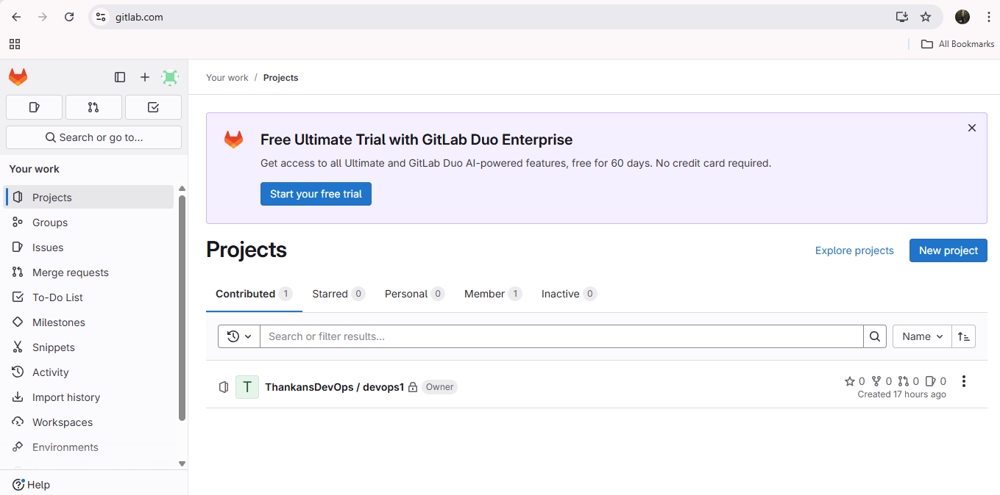 gitlab.com
All Bookmarks
Search or go to...
Your work
Projects
Groups
Issues
Merge requests
To-Do List
Milestones
Snippets
Activity
Import history
Workspaces
Environments
Help
Your work / Projects
Free Ultimate Trial with GitLab Duo Enterprise
Get access to all Ultimate and GitLab Duo AI-powered features, free for 60 days. No credit card required.
Start your free trial
Projects
Explore projects
New project
Contributed 1 Starred 0 Personal 0 Member 1 Inactive 0
Search or filter results...
Name
T ThankansDevOps / devops1 Owner
0 0 0 0
Created 17 hours ago